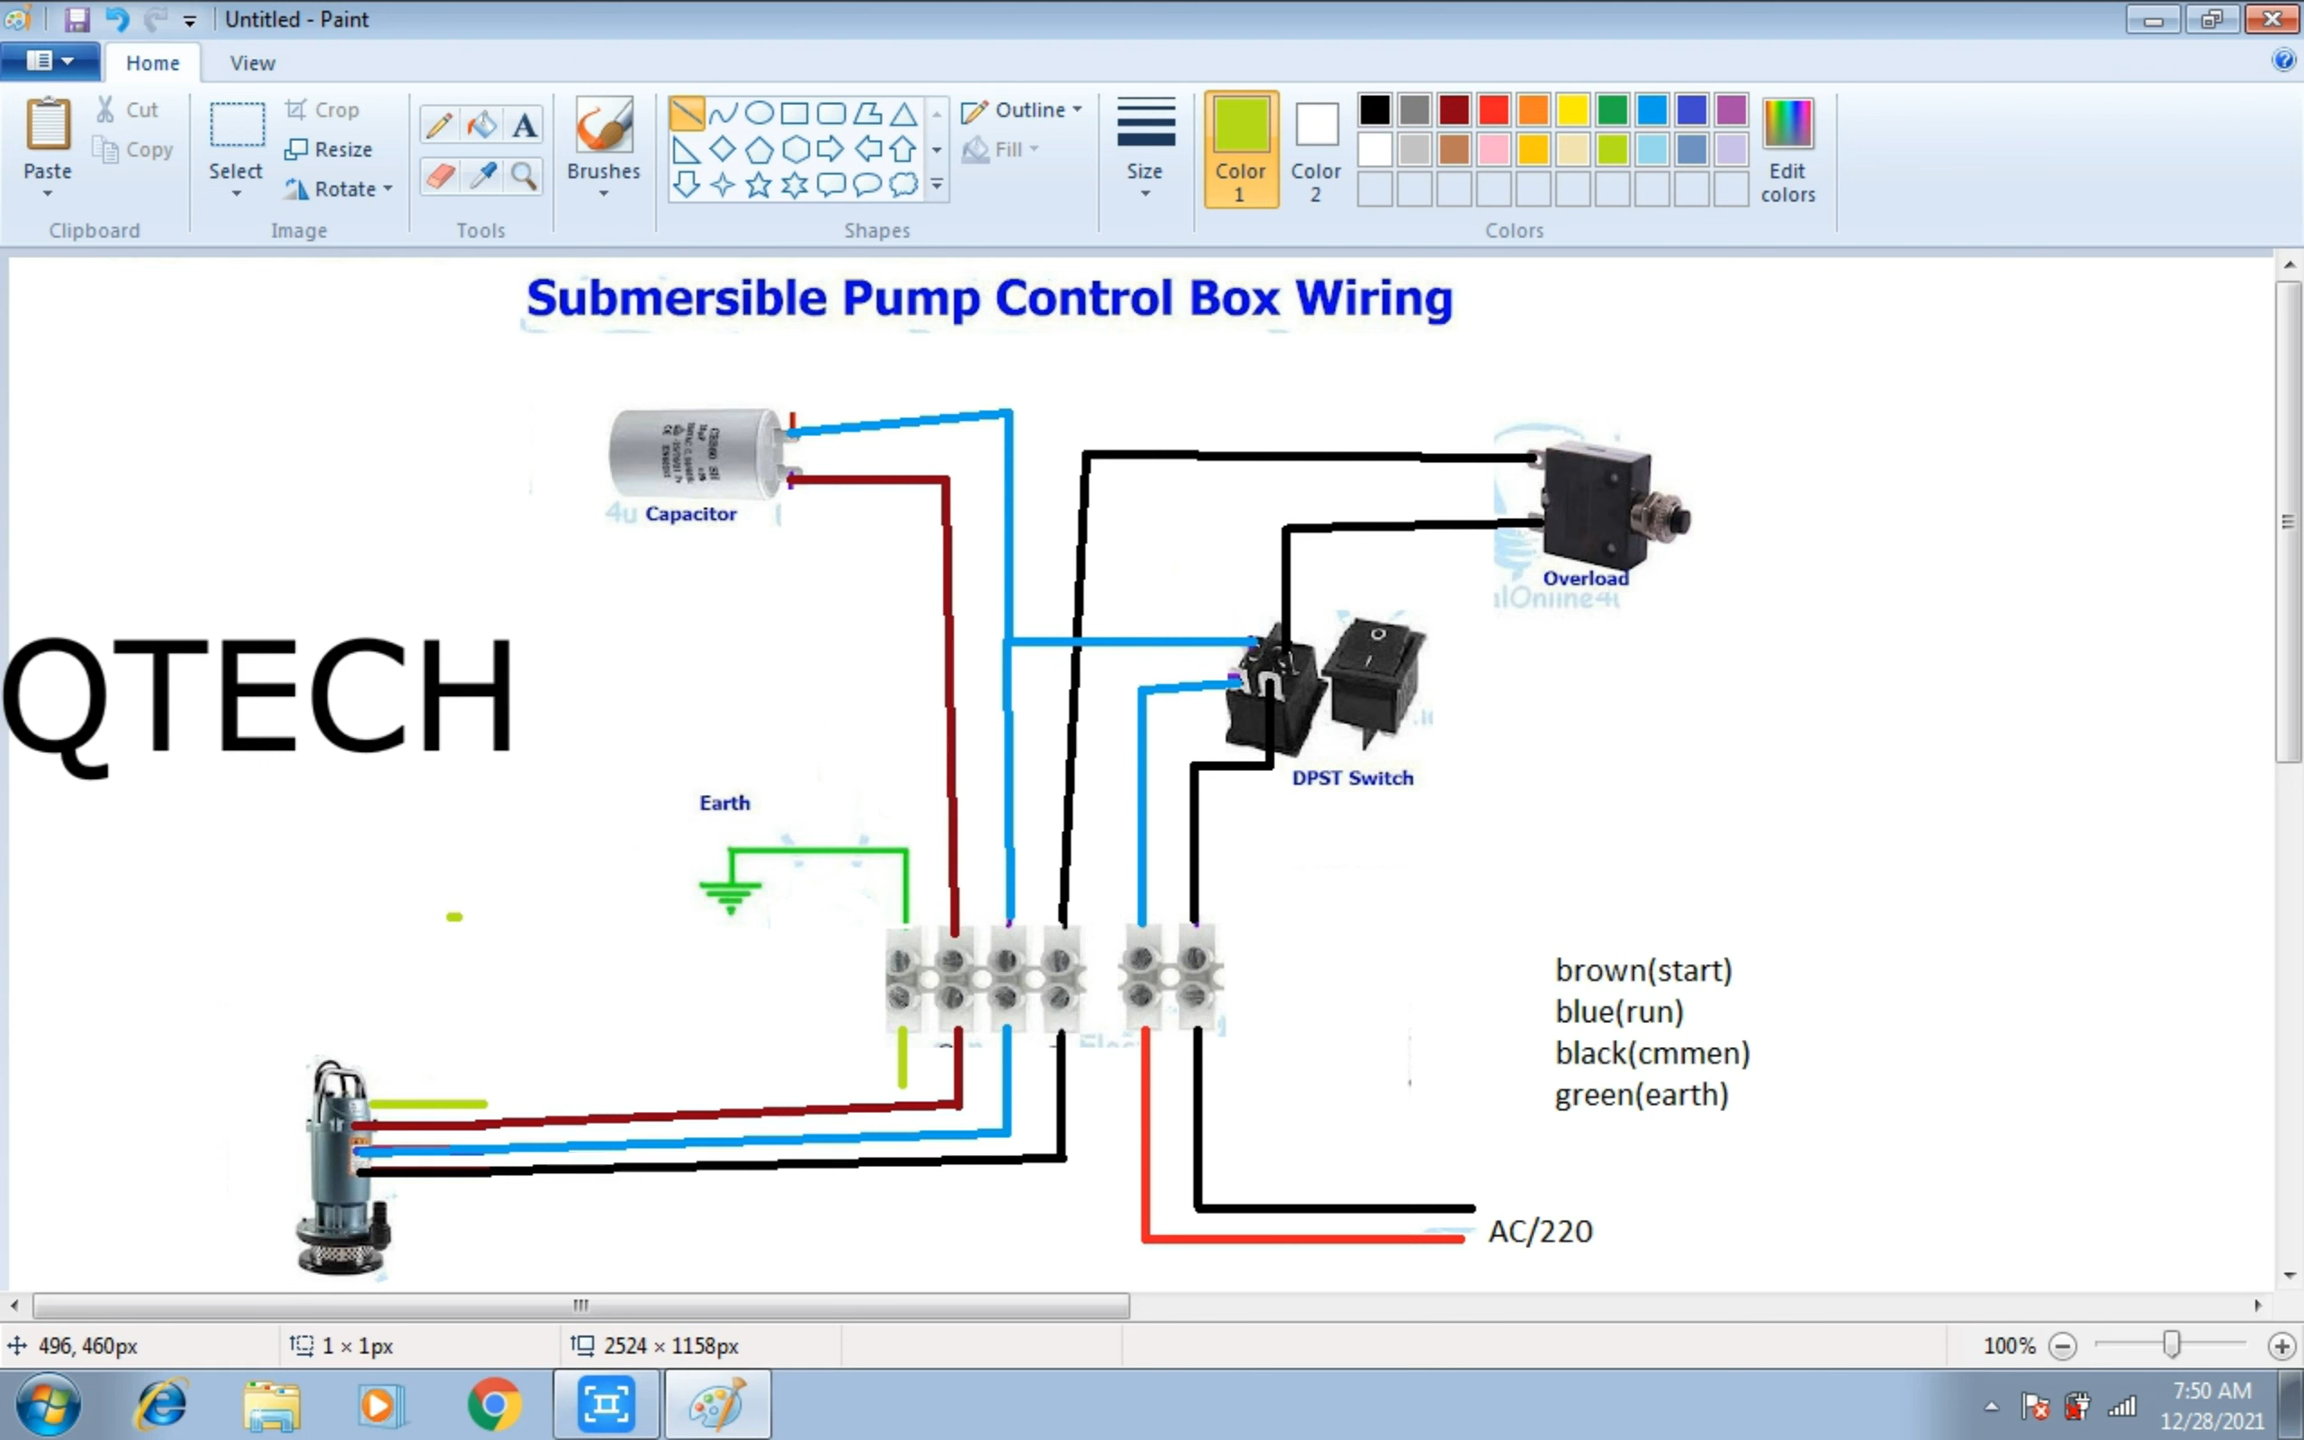 Untitled - Paint
Home
View
Paste
Cut
Copy
Clipboard
Select
Crop
Resize
Rotate
Image
Tools
Brushes
Shapes
Outline
Fill
Size
Color
1
Color
2
Edit
colors
Colors
Submersible Pump Control Box Wiring
4u Capacitor
Overload
DPST Switch
QTECH
Earth
brown(start)
blue(run)
black(cmmen)
green(earth)
AC/220
496, 460px
1 × 1px
2524 × 1158px
100%
7:50 AM
12/28/2021